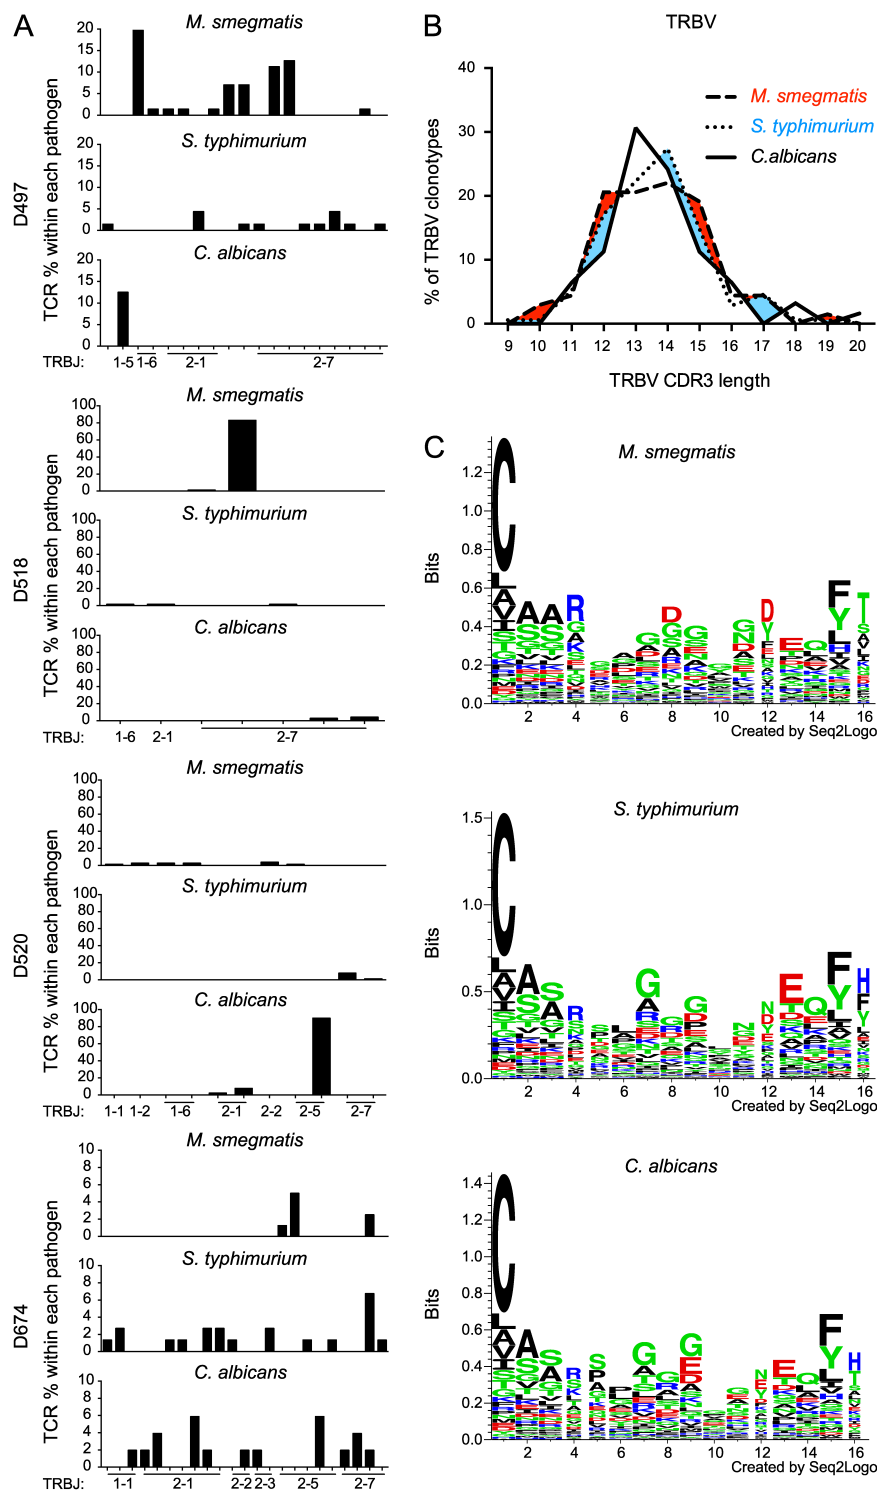 A
M. smegmatis
20
15
10
5
0
S. typhimurium
20
15
10
5
0
C. albicans
20
15
10
5
0
D497
TCR % within each pathogen
TRBJ: 1-5 1-6 2-1 2-7
M. smegmatis
100
80
60
40
20
0
S. typhimurium
100
80
60
40
20
0
C. albicans
100
80
60
40
20
0
D518
TCR % within each pathogen
TRBJ: 1-6 2-1 2-7
M. smegmatis
100
80
60
40
20
0
S. typhimurium
100
80
60
40
20
0
C. albicans
100
80
60
40
20
0
D520
TCR % within each pathogen
TRBJ: 1-1 1-2 1-6 2-1 2-2 2-5 2-7
M. smegmatis
10
8
6
4
2
0
S. typhimurium
10
8
6
4
2
0
C. albicans
10
8
6
4
2
0
D674
TCR % within each pathogen
TRBJ: 1-1 2-1 2-2 2-3 2-5 2-7
B
TRBV
M. smegmatis
S. typhimurium
C.albicans
% of TRBV clonotypes
40
30
20
10
0
9 10 11 12 13 14 15 16 17 18 19 20
TRBV CDR3 length
C
M. smegmatis
Bits
1.2
1.0
0.8
0.6
0.4
0.2
0.0
2 4 6 8 10 12 14 16
Created by Seq2Logo
S. typhimurium
Bits
1.5
1.0
0.5
0.0
2 4 6 8 10 12 14 16
Created by Seq2Logo
C. albicans
Bits
1.4
1.2
1.0
0.8
0.6
0.4
0.2
0.0
2 4 6 8 10 12 14 16
Created by Seq2Logo